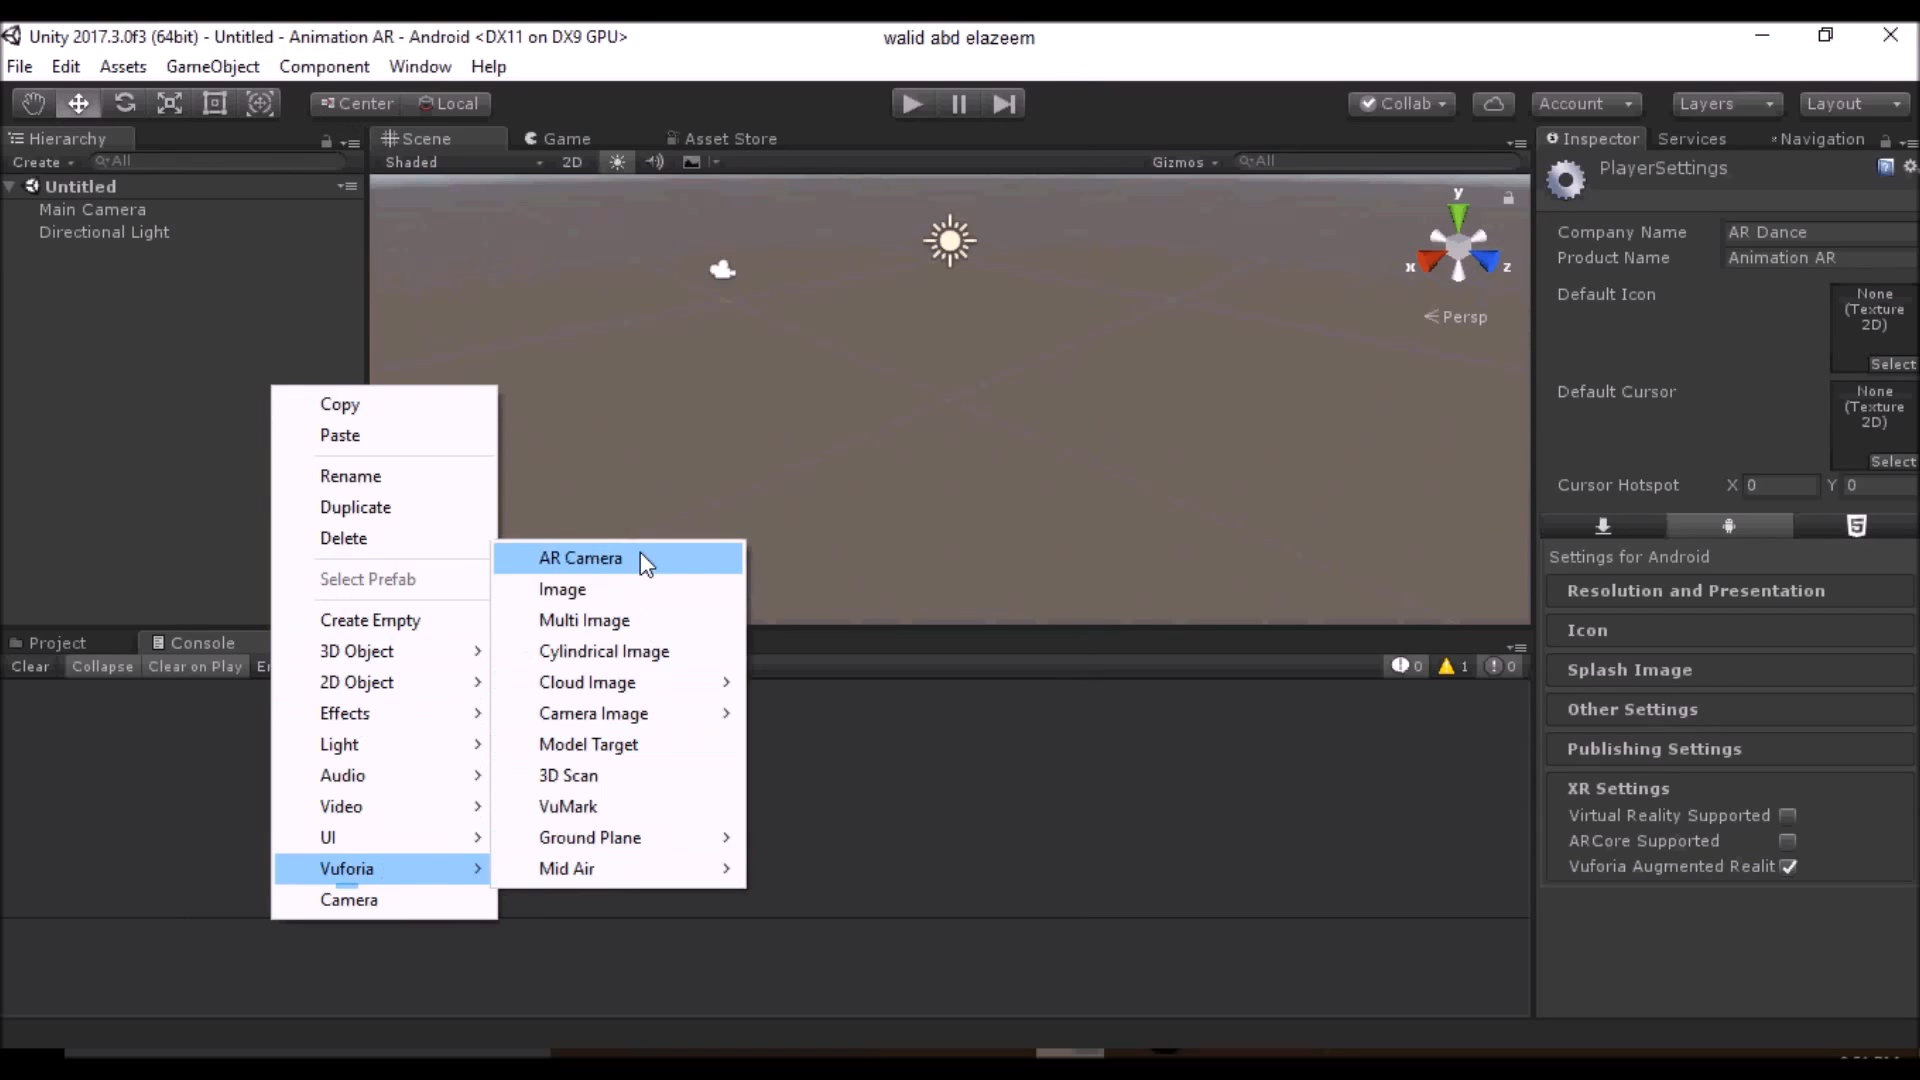 Unity 2017.3.0f3 (64bit) - Untitled - Animation AR - Android <DX11 on DX9 GPU>
walid abd elazeem
File Edit Assets GameObject Component Window Help
Center Local
Collab Account Layers Layout
Hierarchy
Scene Game Asset Store
Inspector Services Navigation
Create All
Shaded 2D Gizmos All
PlayerSettings
Untitled
Main Camera
Directional Light
y
x z
Persp
Company Name AR Dance
Product Name Animation AR
Default Icon
None
(Texture
2D)
Select
Default Cursor
None
(Texture
2D)
Select
Cursor Hotspot X 0 Y 0
Settings for Android
Resolution and Presentation
Icon
Splash Image
Other Settings
Publishing Settings
XR Settings
Virtual Reality Supported
ARCore Supported
Vuforia Augmented Realit
Copy
Paste
Rename
Duplicate
Delete
Select Prefab
Create Empty
3D Object
2D Object
Effects
Light
Audio
Video
UI
Vuforia
Camera
AR Camera
Image
Multi Image
Cylindrical Image
Cloud Image
Camera Image
Model Target
3D Scan
VuMark
Ground Plane
Mid Air
Project Console
Clear Collapse Clear on Play
0 1 0